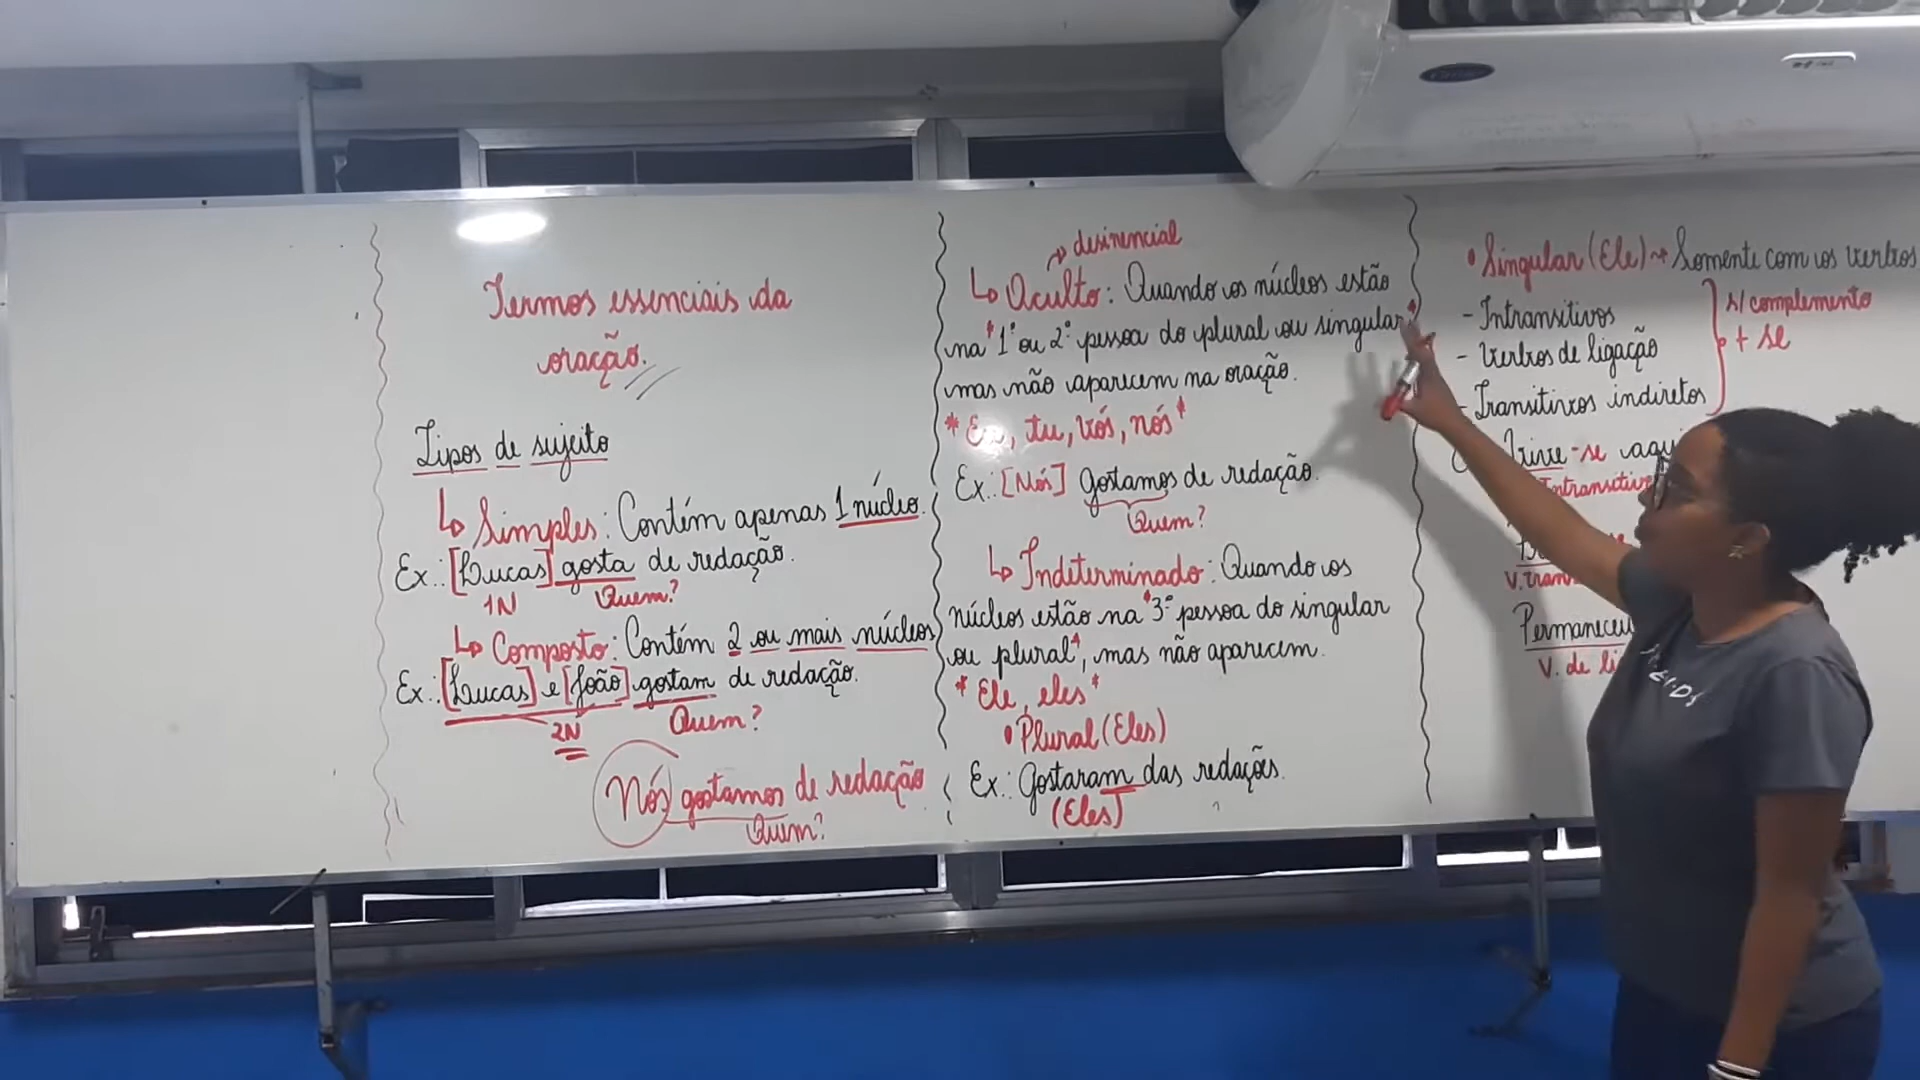 Termos essenciais da
oração.
Tipos de sujeito
↳ Simples: Contém apenas 1 núcleo.
Ex.: [Lucas] gosta de redação.
1N Quem?
↳ Composto: Contém 2 ou mais núcleos
Ex.: [Lucas] e [João] gostam de redação.
2N Quem?
Nós gostamos de redação
Quem?
desinencial
↳ Oculto: Quando os núcleos estão
na *1ª ou 2ª pessoa do plural ou singular*
mas não aparecem na oração.
* Eu, tu, vós, nós *
Ex.: [Nós] Gostamos de redação.
Quem?
↳ Indeterminado: Quando os
núcleos estão na *3ª pessoa do singular
ou plural*, mas não aparecem.
* Ele, eles *
• Plural (Eles)
Ex.: Gostaram das redações.
(Eles)
• Singular (Ele) → Somente com os verbos
- Intransitivos
- Verbos de ligação
- Transitivos indiretos
s/ complemento
+ se
Vive-se aqui
Intransitivo
V. tran
Permaneceu
V. de li